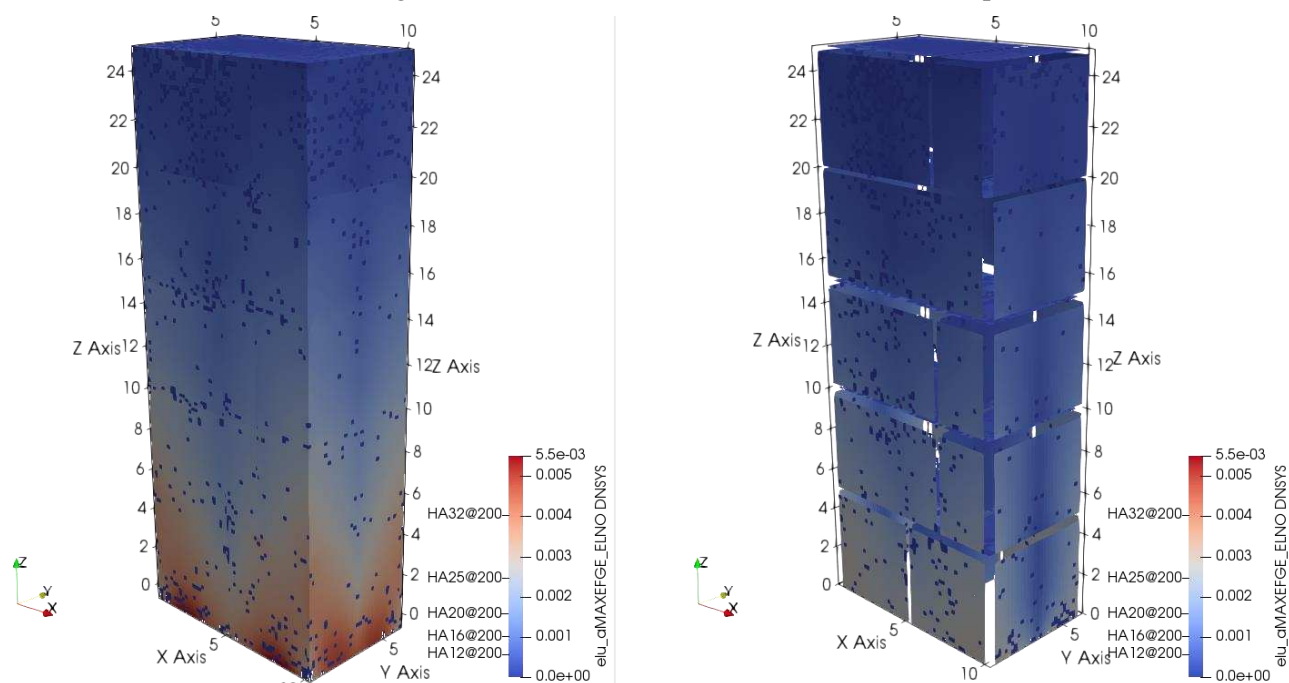 5 5 10
24 24
22 22
20 20
18 18
16 16
14 14
Z Axis 12 12 Z Axis
10 10
8 8
6 6
4 4
2 2
0 0
5 5
X Axis Y Axis
Z
Y
X
5.5e-03
0.005
HA32@200 0.004
0.003
HA25@200 0.002
HA20@200
HA16@200 0.001
HA12@200
0.0e+00
elu_aMAXEFGE_ELNO DNSYS
5 5 10
24 24
22 22
20 20
18 18
16 16
14 14
Z Axis 12 12 Z Axis
10 10
8 8
6 6
4 4
2 2
0 0
5 5
10
X Axis Y Axis
Z
Y
X
5.5e-03
0.005
HA32@200 0.004
0.003
HA25@200 0.002
HA20@200
HA16@200 0.001
HA12@200
0.0e+00
elu_aMAXEFGE_ELNO DNSYS